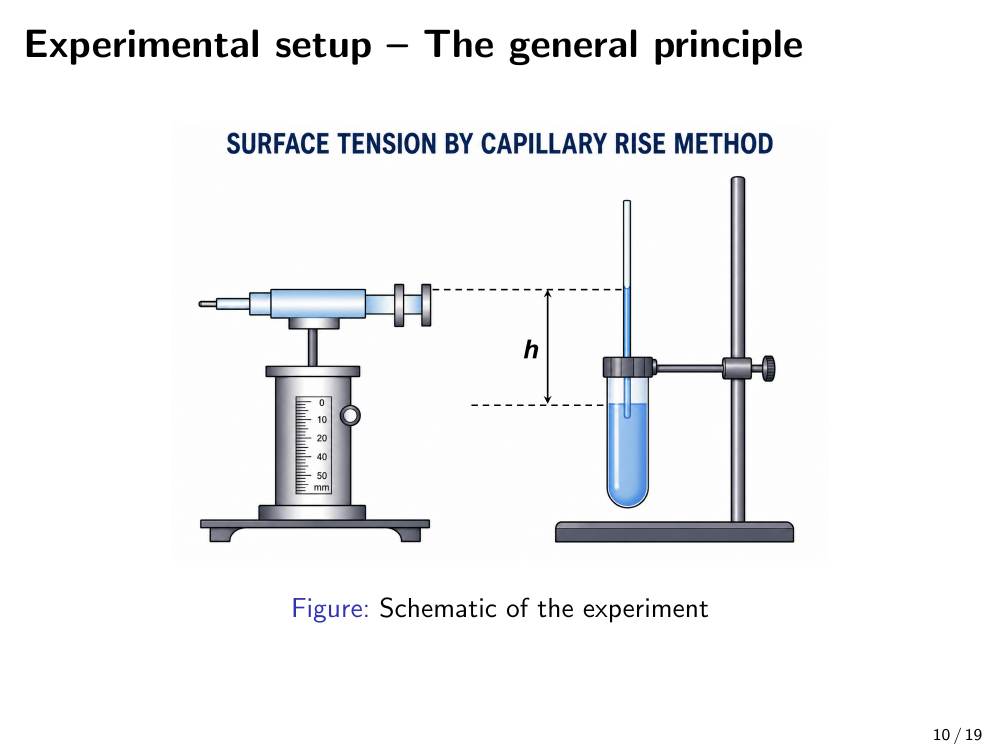 Experimental setup – The general principle
SURFACE TENSION BY CAPILLARY RISE METHOD
h
0
10
20
40
50
mm
Figure: Schematic of the experiment
10 / 19